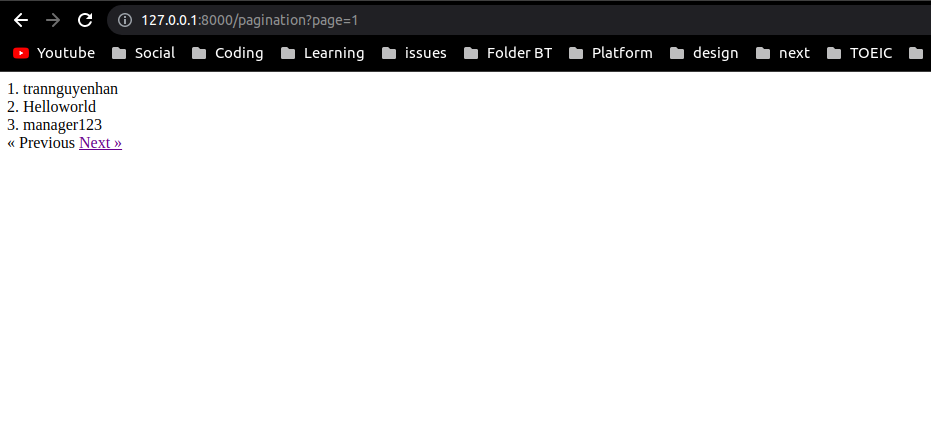 127.0.0.1:8000/pagination?page=1
Youtube Social Coding Learning issues Folder BT Platform design next TOEIC
1. trannguyenhan
2. Helloworld
3. manager123
« Previous Next »